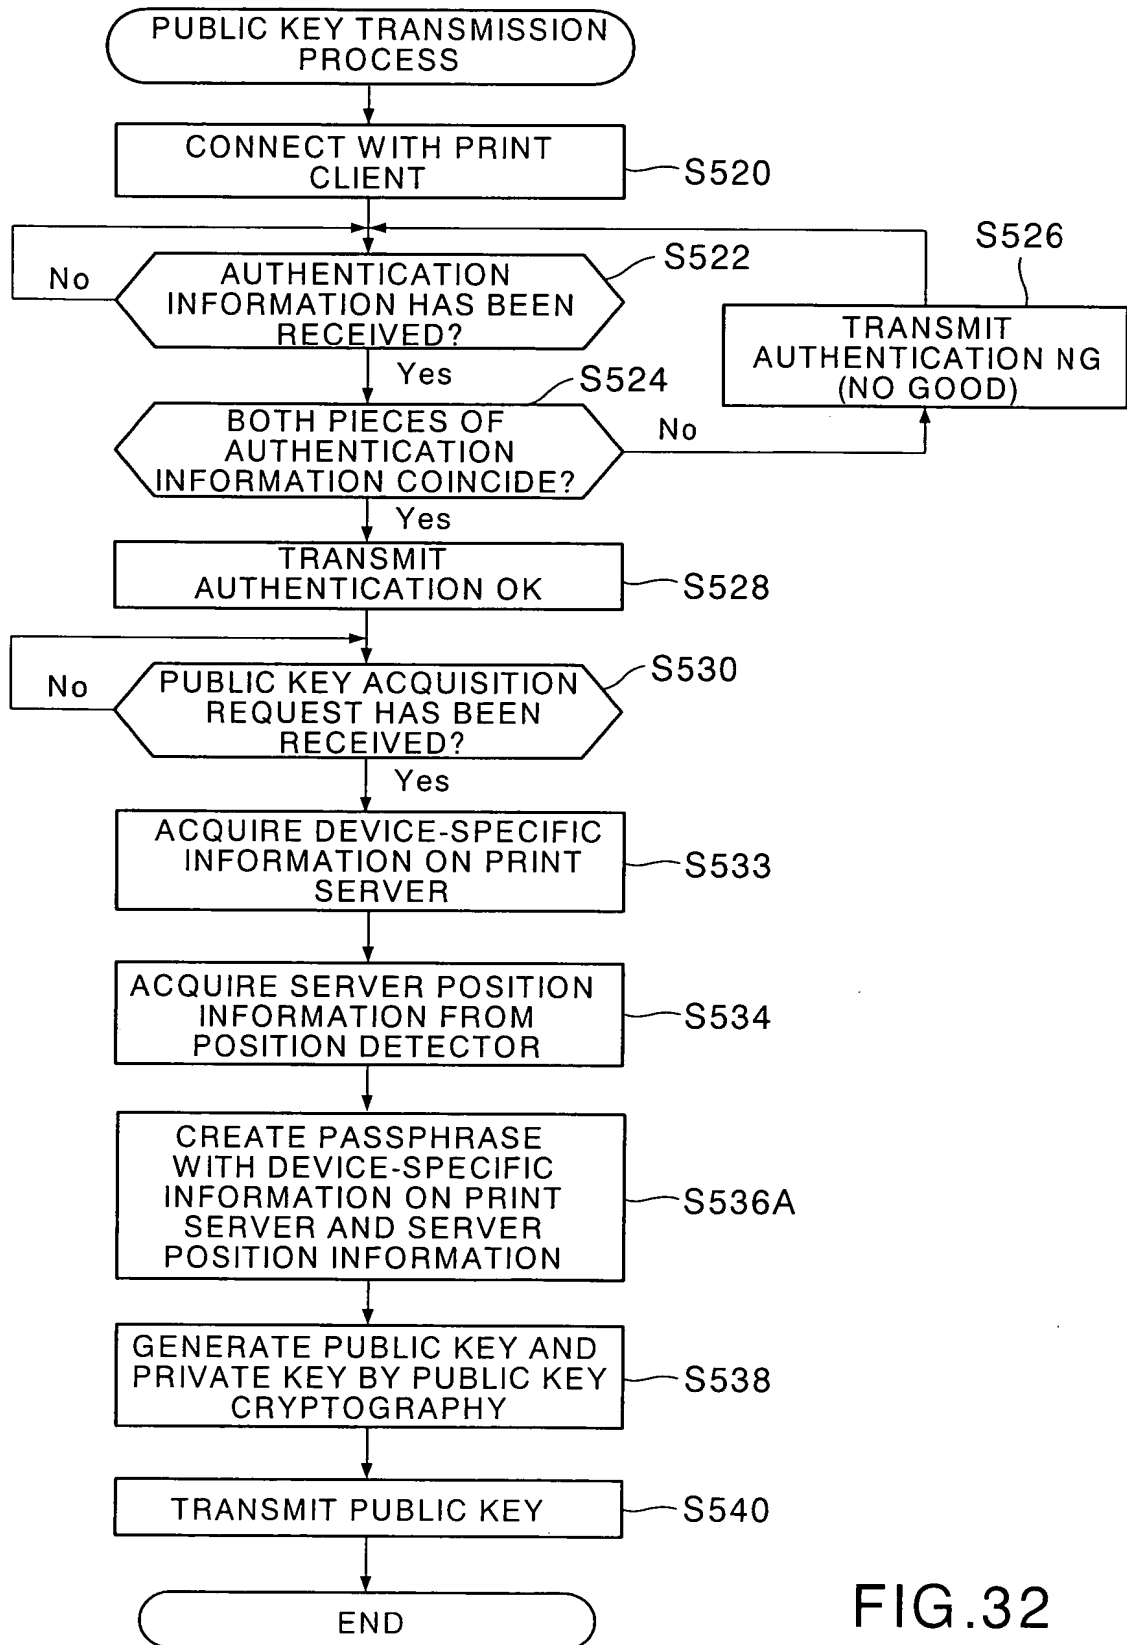 PUBLIC KEY TRANSMISSION
PROCESS
CONNECT WITH PRINT
CLIENT
S520
S526
S522
No
AUTHENTICATION
INFORMATION HAS BEEN
RECEIVED?
TRANSMIT
AUTHENTICATION NG
(NO GOOD)
Yes
S524
BOTH PIECES OF
AUTHENTICATION
INFORMATION COINCIDE?
No
Yes
TRANSMIT
AUTHENTICATION OK
S528
S530
No
PUBLIC KEY ACQUISITION
REQUEST HAS BEEN
RECEIVED?
Yes
ACQUIRE DEVICE-SPECIFIC
INFORMATION ON PRINT
SERVER
S533
ACQUIRE SERVER POSITION
INFORMATION FROM
POSITION DETECTOR
S534
CREATE PASSPHRASE
WITH DEVICE-SPECIFIC
INFORMATION ON PRINT
SERVER AND SERVER
POSITION INFORMATION
S536A
GENERATE PUBLIC KEY AND
PRIVATE KEY BY PUBLIC KEY
CRYPTOGRAPHY
S538
TRANSMIT PUBLIC KEY
S540
END
FIG.32